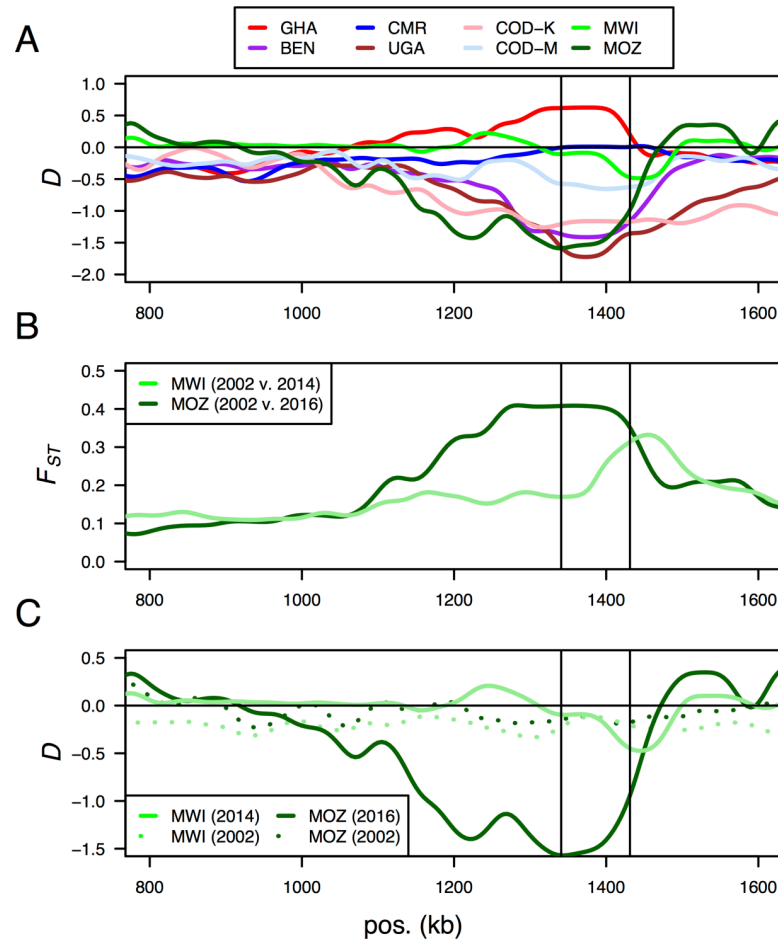 A
GHA CMR COD-K MWI
BEN UGA COD-M MOZ
1.0
0.5
0.0
-0.5
-1.0
-1.5
-2.0
D
800 1000 1200 1400 1600
B
MWI (2002 v. 2014)
MOZ (2002 v. 2016)
0.5
0.4
0.3
0.2
0.1
0.0
FST
800 1000 1200 1400 1600
C
0.5
0.0
-0.5
-1.0
-1.5
D
MWI (2014) MOZ (2016)
MWI (2002) MOZ (2002)
800 1000 1200 1400 1600
pos. (kb)